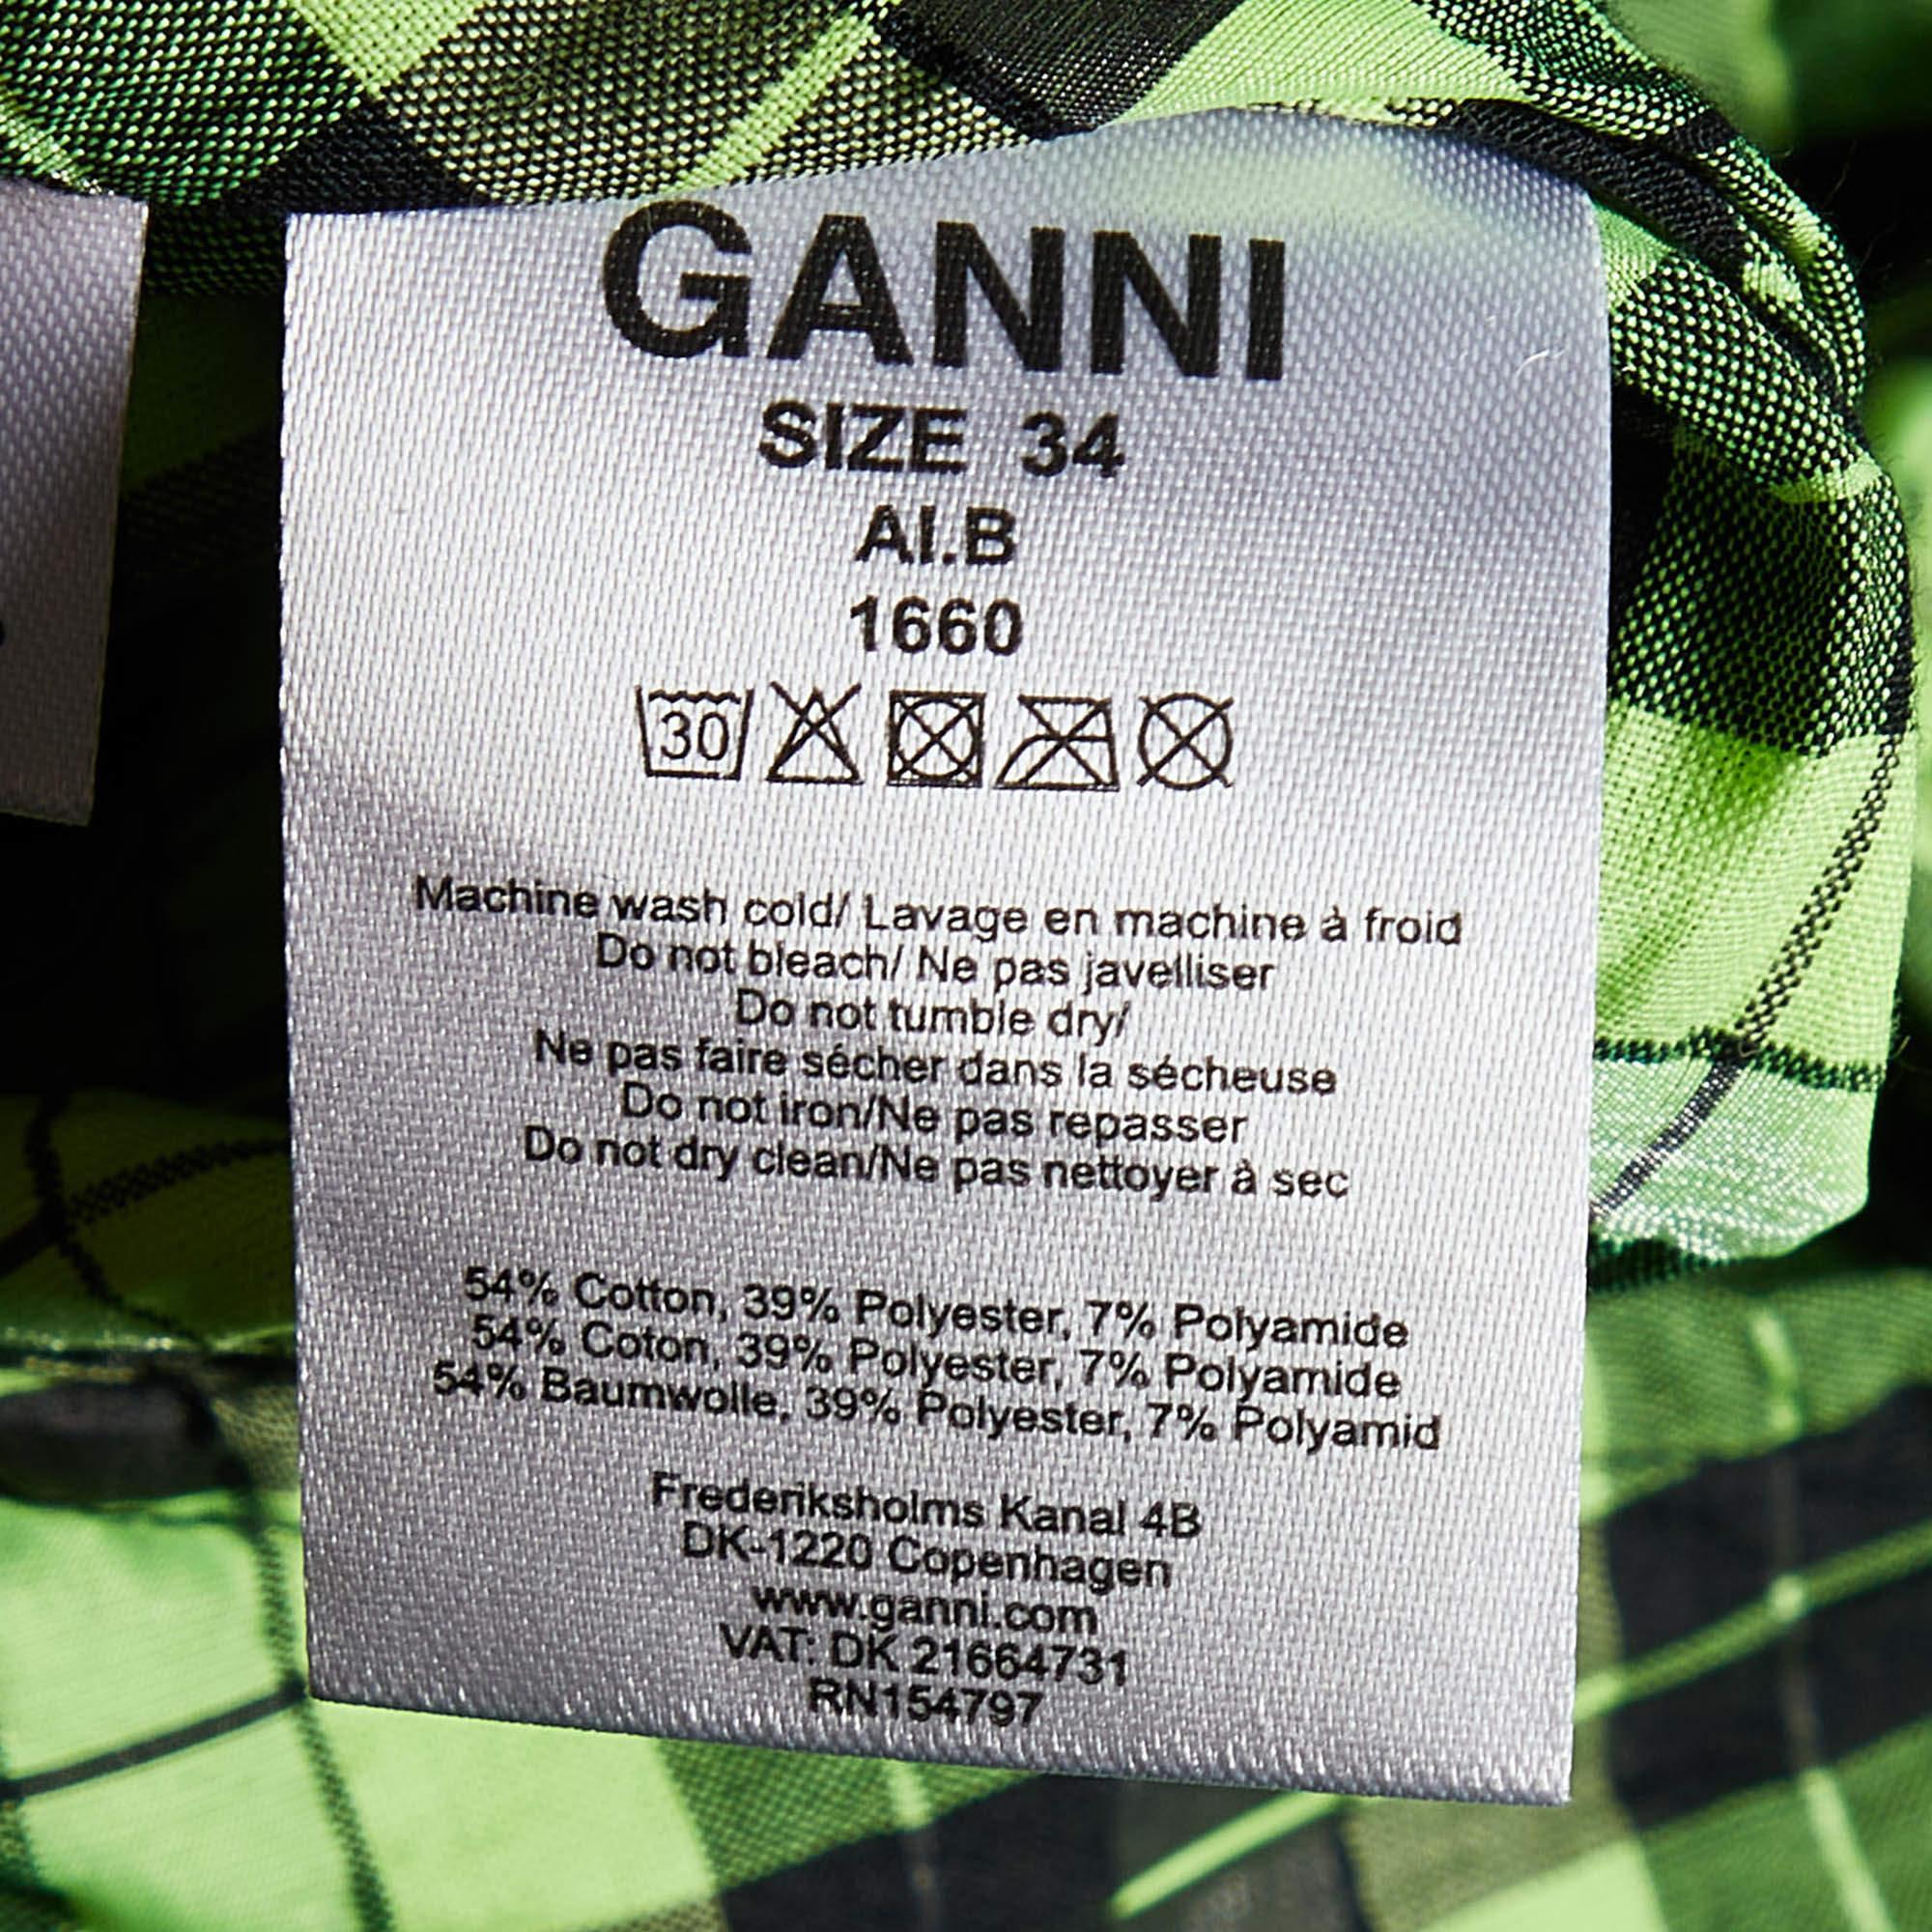 GANNI
SIZE 34
AI.B
1660
30
Machine wash cold/ Lavage en machine à froid
Do not bleach/ Ne pas javelliser
Do not tumble dry/
Ne pas faire sécher dans la sécheuse
Do not iron/Ne pas repasser
Do not dry clean/Ne pas nettoyer à sec
54% Cotton, 39% Polyester, 7% Polyamide
54% Coton, 39% Polyester, 7% Polyamide
54% Baumwolle, 39% Polyester, 7% Polyamid
Frederiksholms Kanal 4B
DK-1220 Copenhagen
www.ganni.com
VAT: DK 21664731
RN154797